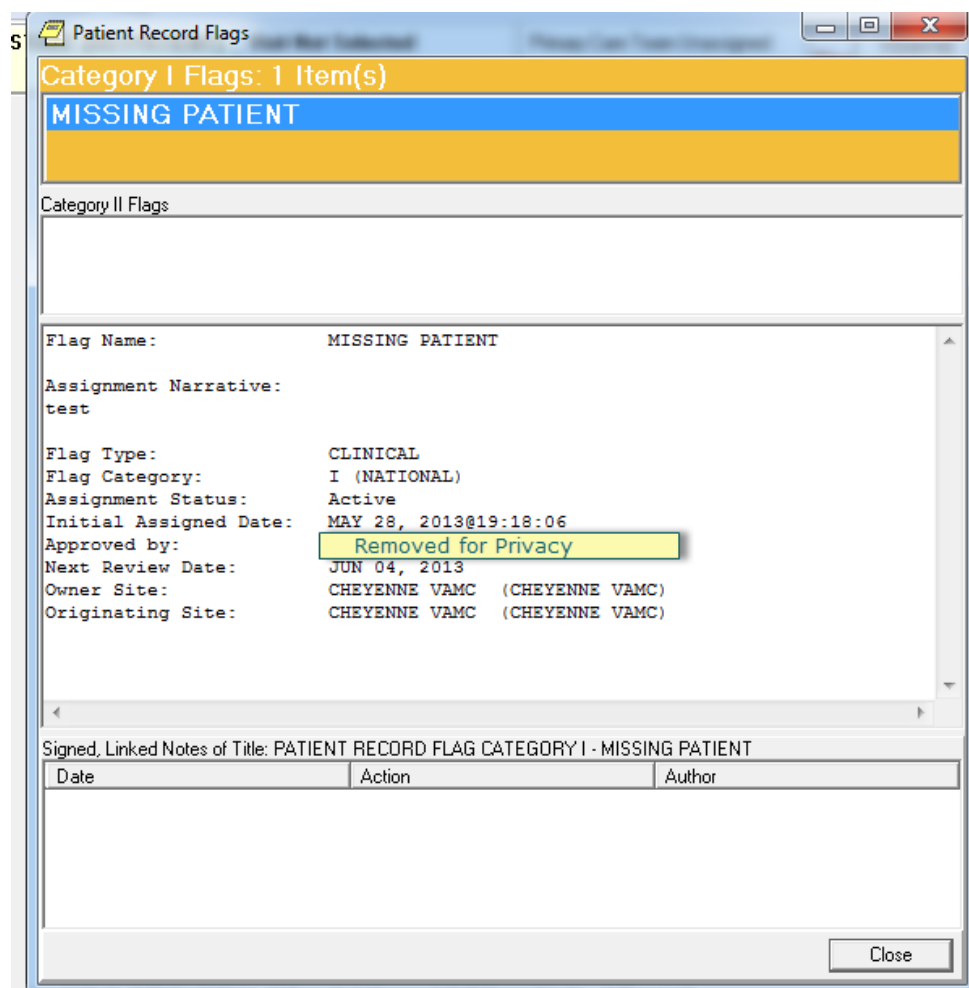 Patient Record Flags
Category I Flags: 1 Item(s)
MISSING PATIENT
Category II Flags
Flag Name: MISSING PATIENT
Assignment Narrative:
test
Flag Type: CLINICAL
Flag Category: I (NATIONAL)
Assignment Status: Active
Initial Assigned Date: MAY 28, 2013@19:18:06
Approved by: Removed for Privacy
Next Review Date: JUN 04, 2013
Owner Site: CHEYENNE VAMC (CHEYENNE VAMC)
Originating Site: CHEYENNE VAMC (CHEYENNE VAMC)
Signed, Linked Notes of Title: PATIENT RECORD FLAG CATEGORY I - MISSING PATIENT
Date Action Author
Close